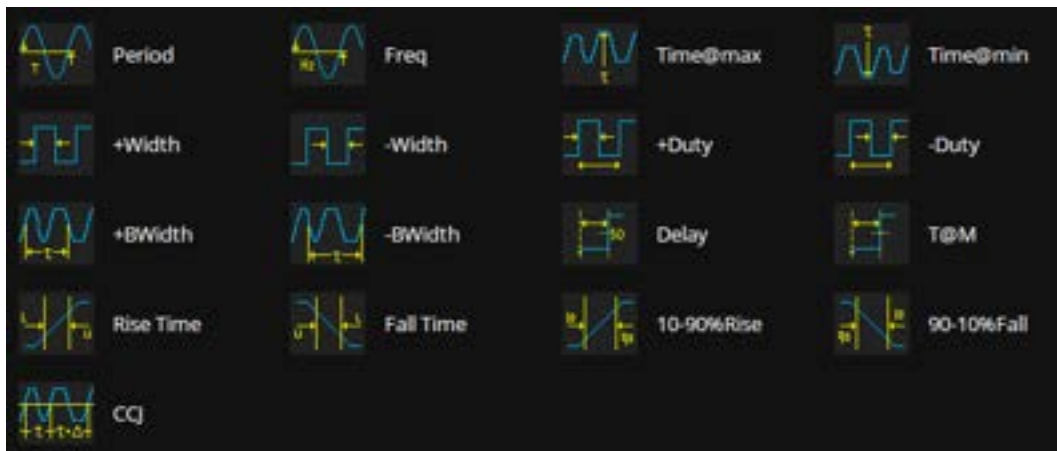 Period Freq Time@max Time@min
+Width -Width +Duty -Duty
+BWidth -BWidth Delay T@M
Rise Time Fall Time 10-90%Rise 90-10%Fall
CCJ